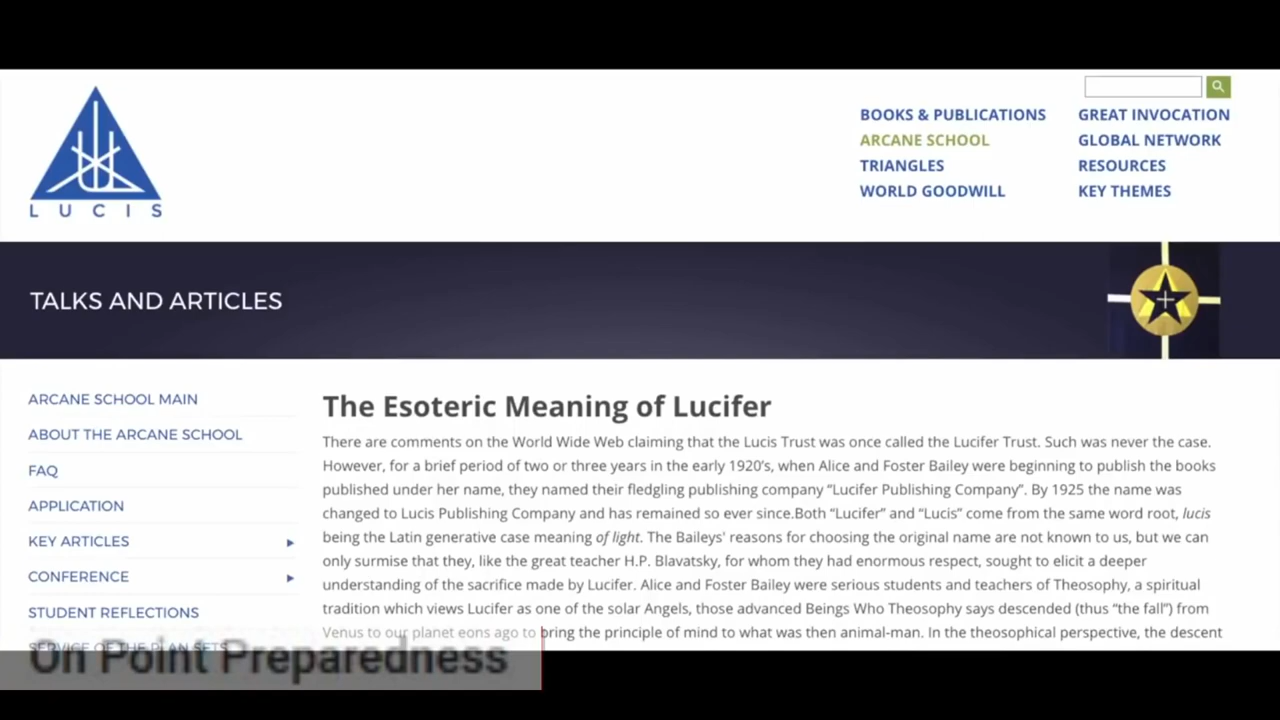 BOOKS & PUBLICATIONS
ARCANE SCHOOL
TRIANGLES
WORLD GOODWILL
GREAT INVOCATION
GLOBAL NETWORK
RESOURCES
KEY THEMES
LUCIS
TALKS AND ARTICLES
ARCANE SCHOOL MAIN
ABOUT THE ARCANE SCHOOL
FAQ
APPLICATION
KEY ARTICLES
CONFERENCE
STUDENT REFLECTIONS
SERVICE OF THE PLAN SETS
The Esoteric Meaning of Lucifer
There are comments on the World Wide Web claiming that the Lucis Trust was once called the Lucifer Trust. Such was never the case.
However, for a brief period of two or three years in the early 1920's, when Alice and Foster Bailey were beginning to publish the books
published under her name, they named their fledgling publishing company "Lucifer Publishing Company". By 1925 the name was
changed to Lucis Publishing Company and has remained so ever since.Both "Lucifer" and "Lucis" come from the same word root, lucis
being the Latin generative case meaning of light. The Baileys' reasons for choosing the original name are not known to us, but we can
only surmise that they, like the great teacher H.P. Blavatsky, for whom they had enormous respect, sought to elicit a deeper
understanding of the sacrifice made by Lucifer. Alice and Foster Bailey were serious students and teachers of Theosophy, a spiritual
tradition which views Lucifer as one of the solar Angels, those advanced Beings Who Theosophy says descended (thus "the fall") from
Venus to our planet eons ago to bring the principle of mind to what was then animal-man. In the theosophical perspective, the descent
On Point Preparedness